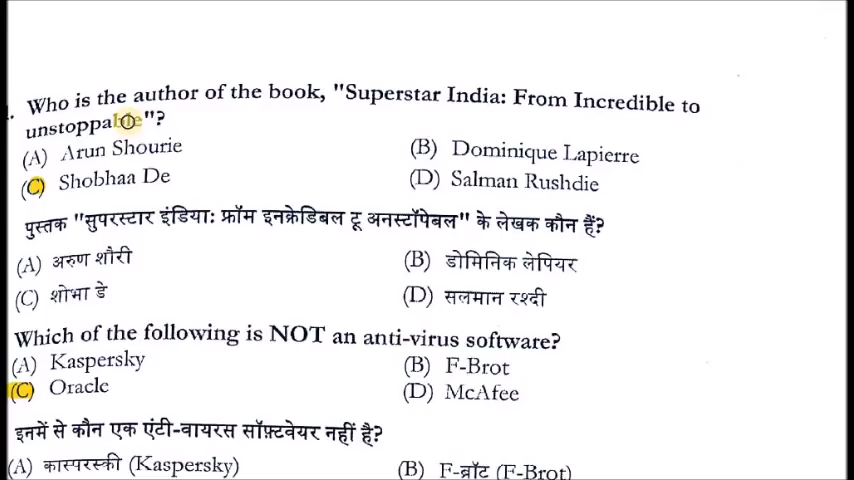 Who is the author of the book, "Superstar India: From Incredible to
unstoppable"?
(A) Arun Shourie (B) Dominique Lapierre
(C) Shobhaa De (D) Salman Rushdie
पुस्तक "सुपरस्टार इंडिया: फ्रॉम इनक्रेडिबल टू अनस्टॉपेबल" के लेखक कौन हैं?
(A) अरुण शौरी (B) डोमिनिक लेपियर
(C) शोभा डे (D) सलमान रश्दी
Which of the following is NOT an anti-virus software?
(A) Kaspersky (B) F-Brot
(C) Oracle (D) McAfee
इनमें से कौन एक एंटी-वायरस सॉफ़्टवेयर नहीं है?
(A) कास्परस्की (Kaspersky) (B) F-ब्रॉट (F-Brot)